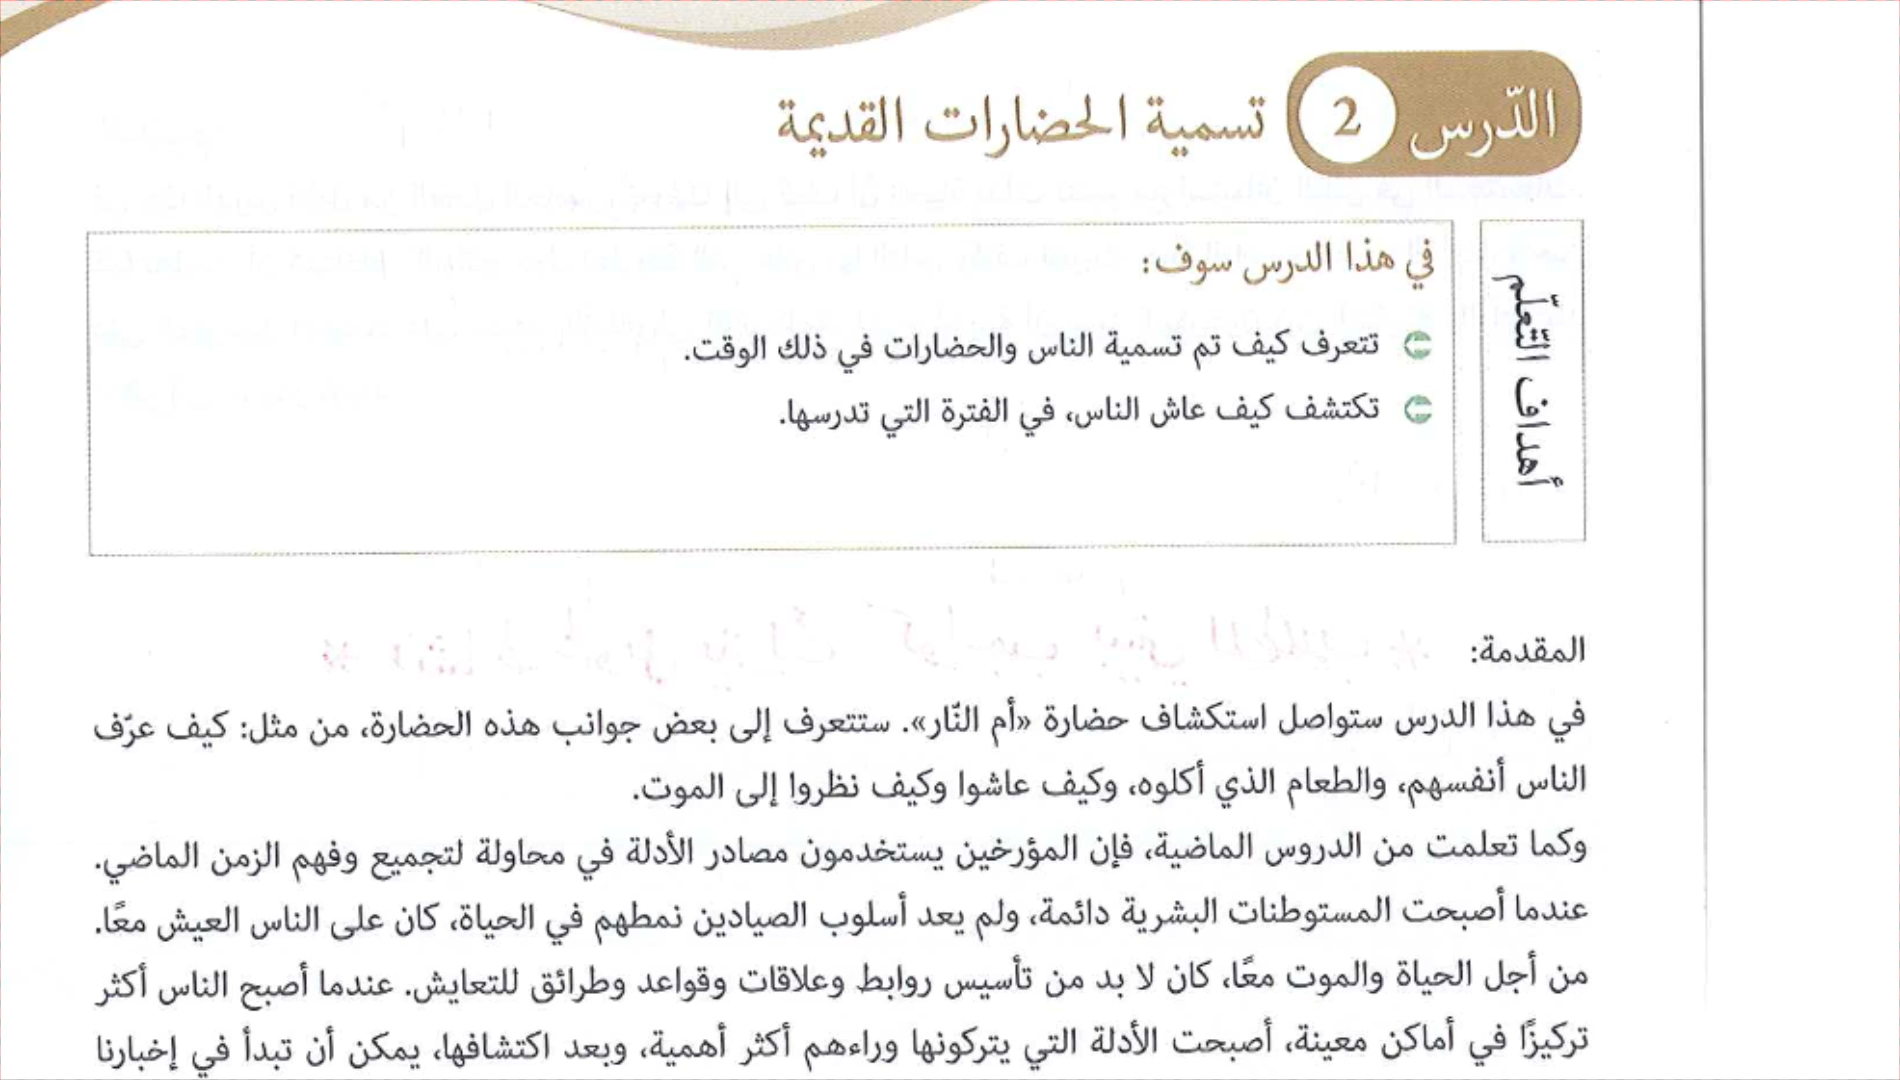 الدّرس 2 تسمية الحضارات القديمة
أهداف التّعلّم
في هذا الدرس سوف:
تتعرف كيف تم تسمية الناس والحضارات في ذلك الوقت.
تكتشف كيف عاش الناس، في الفترة التي تدرسها.
المقدمة:
في هذا الدرس ستواصل استكشاف حضارة «أم النّار». ستتعرف إلى بعض جوانب هذه الحضارة، من مثل: كيف عرّف
الناس أنفسهم، والطعام الذي أكلوه، وكيف عاشوا وكيف نظروا إلى الموت.
وكما تعلمت من الدروس الماضية، فإن المؤرخين يستخدمون مصادر الأدلة في محاولة لتجميع وفهم الزمن الماضي.
عندما أصبحت المستوطنات البشرية دائمة، ولم يعد أسلوب الصيادين نمطهم في الحياة، كان على الناس العيش معًا.
من أجل الحياة والموت معًا، كان لا بد من تأسيس روابط وعلاقات وقواعد وطرائق للتعايش. عندما أصبح الناس أكثر
تركيزًا في أماكن معينة، أصبحت الأدلة التي يتركونها وراءهم أكثر أهمية، وبعد اكتشافها، يمكن أن تبدأ في إخبارنا